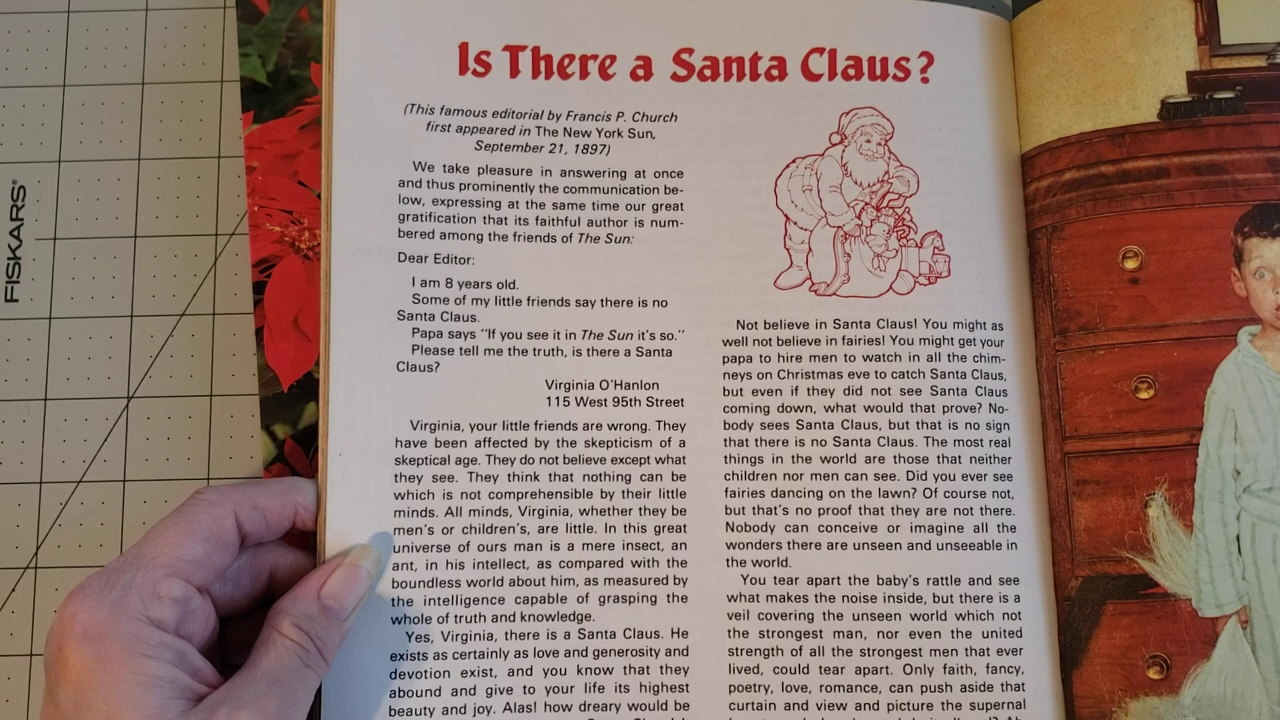 FISKARS®
Is There a Santa Claus?
(This famous editorial by Francis P. Church
first appeared in The New York Sun,
September 21, 1897)
We take pleasure in answering at once
and thus prominently the communication be-
low, expressing at the same time our great
gratification that its faithful author is num-
bered among the friends of The Sun:
Dear Editor:
I am 8 years old.
Some of my little friends say there is no
Santa Claus.
Papa says "If you see it in The Sun it's so."
Please tell me the truth, is there a Santa
Claus?
Virginia O'Hanlon
115 West 95th Street
Virginia, your little friends are wrong. They
have been affected by the skepticism of a
skeptical age. They do not believe except what
they see. They think that nothing can be
which is not comprehensible by their little
minds. All minds, Virginia, whether they be
men's or children's, are little. In this great
universe of ours man is a mere insect, an
ant, in his intellect, as compared with the
boundless world about him, as measured by
the intelligence capable of grasping the
whole of truth and knowledge.
Yes, Virginia, there is a Santa Claus. He
exists as certainly as love and generosity and
devotion exist, and you know that they
abound and give to your life its highest
beauty and joy. Alas! how dreary would be
Not believe in Santa Claus! You might as
well not believe in fairies! You might get your
papa to hire men to watch in all the chim-
neys on Christmas eve to catch Santa Claus,
but even if they did not see Santa Claus
coming down, what would that prove? No-
body sees Santa Claus, but that is no sign
that there is no Santa Claus. The most real
things in the world are those that neither
children nor men can see. Did you ever see
fairies dancing on the lawn? Of course not,
but that's no proof that they are not there.
Nobody can conceive or imagine all the
wonders there are unseen and unseeable in
the world.
You tear apart the baby's rattle and see
what makes the noise inside, but there is a
veil covering the unseen world which not
the strongest man, nor even the united
strength of all the strongest men that ever
lived, could tear apart. Only faith, fancy,
poetry, love, romance, can push aside that
curtain and view and picture the supernal